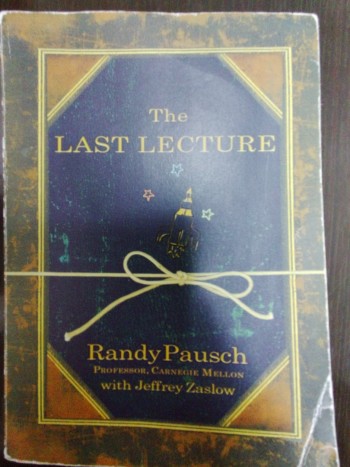 The
LAST LECTURE
Randy Pausch
PROFESSOR, CARNEGIE MELLON
with Jeffrey Zaslow